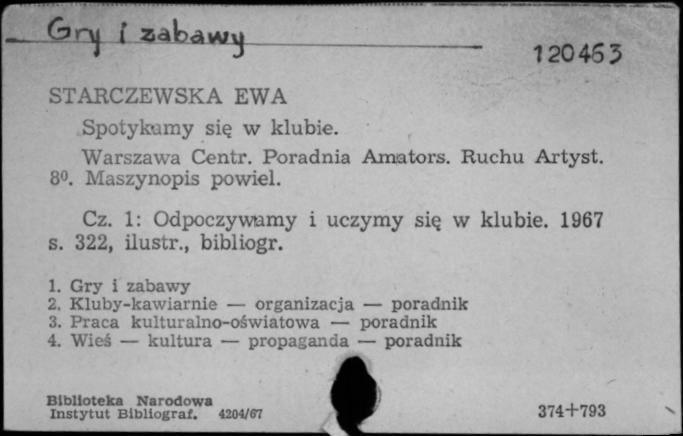 Gry i zabawy
120463
STARCZEWSKA EWA
Spotykamy się w klubie.
Warszawa Centr. Poradnia Amators. Ruchu Artyst.
8º. Maszynopis powiel.
Cz. 1: Odpoczywamy i uczymy się w klubie. 1967
s. 322, ilustr., bibliogr.
1. Gry i zabawy
2. Kluby-kawiarnie — organizacja — poradnik
3. Praca kulturalno-oświatowa — poradnik
4. Wieś — kultura — propaganda — poradnik
Biblioteka Narodowa
Instytut Bibliograf. 4204/67
374+793